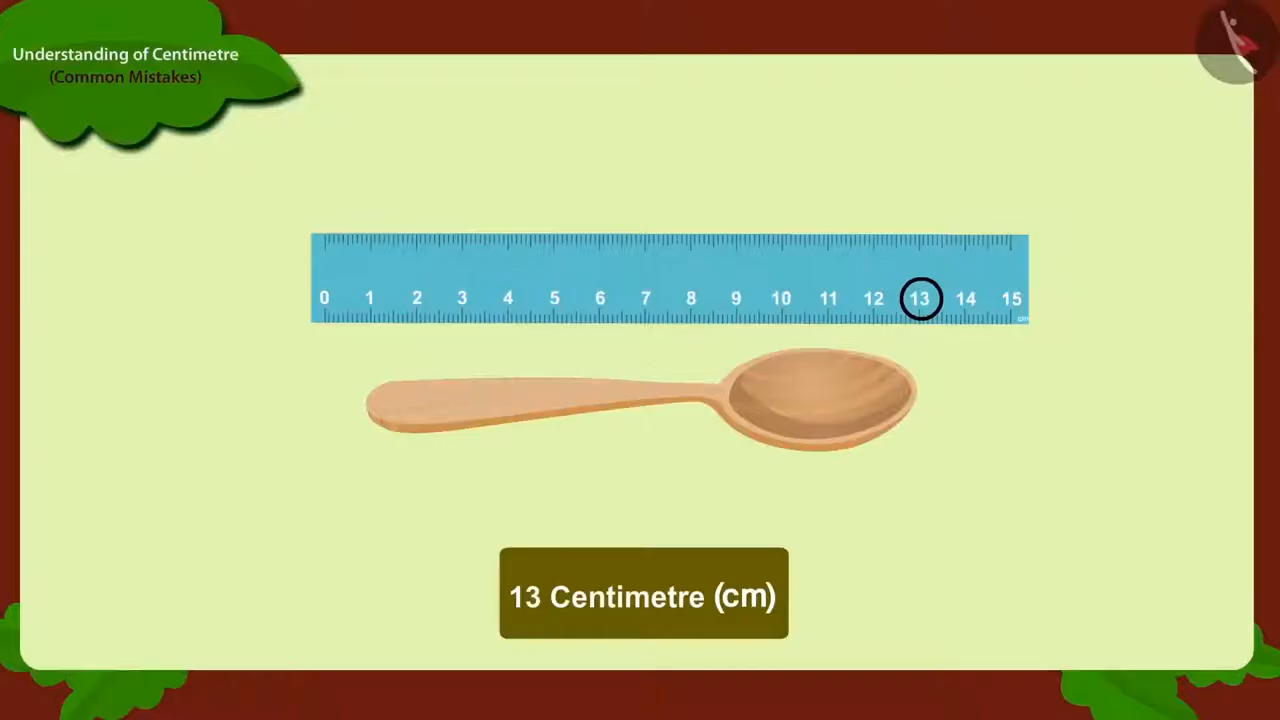 Understanding of Centimetre
(Common Mistakes)
0 1 2 3 4 5 6 7 8 9 10 11 12 13 14 15
cm
13 Centimetre (cm)